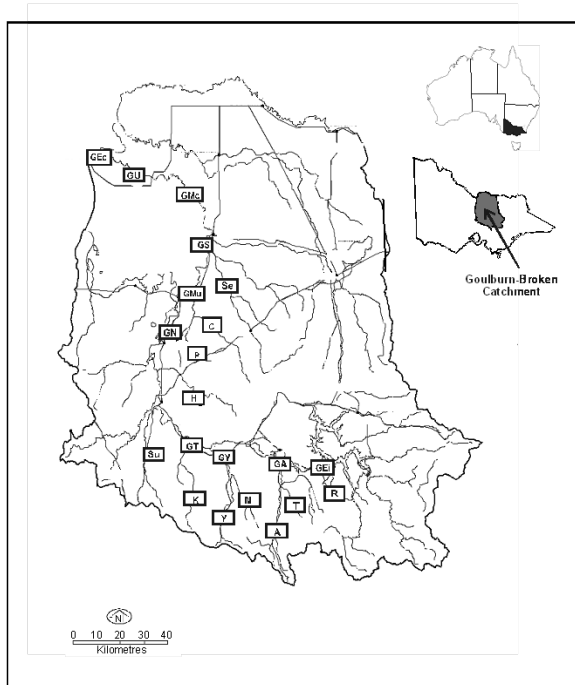 GEc
GU
GMc
GS
Se
GMu
C
GN
P
H
GT
Su
GY
GA
GEi
R
K
N
T
Y
A
Goulburn-Broken
Catchment
N
0 10 20 30 40
Kilometres